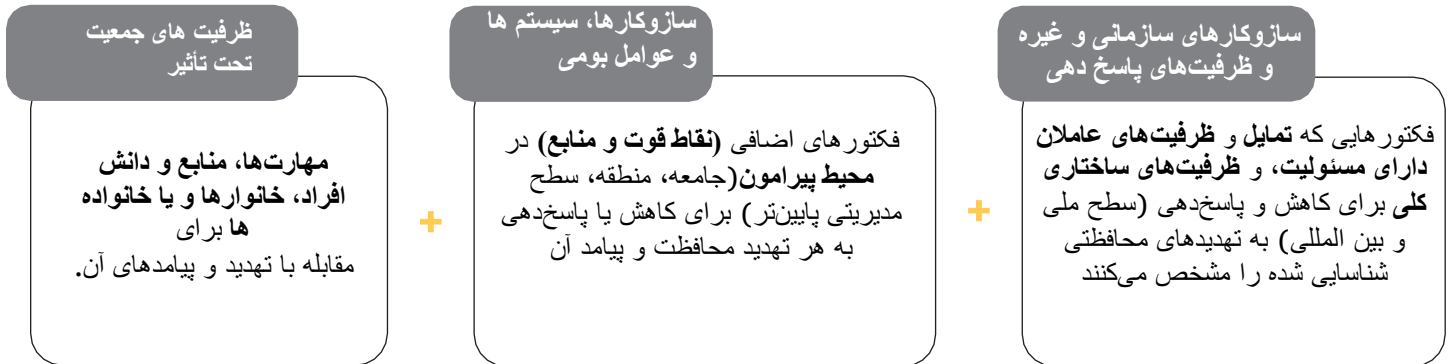 سازوکارهای سازمانی و غیره
و ظرفیت‌های پاسخ دهی
فکتورهایی که تمایل و ظرفیت‌های عاملان
دارای مسئولیت، و ظرفیت‌های ساختاری
کلی برای کاهش و پاسخ‌دهی (سطح ملی
و بین المللی) به تهدیدهای محافظتی
شناسایی شده را مشخص می‌کنند
+
سازوکارها، سیستم ها
و عوامل بومی
فکتورهای اضافی (نقاط قوت و منابع) در
محیط پیرامون(جامعه، منطقه، سطح
مدیریتی پایین‌تر) برای کاهش یا پاسخ‌دهی
به هر تهدید محافظت و پیامد آن
+
ظرفیت های جمعیت
تحت تأثیر
مهارت‌ها، منابع و دانش
افراد، خانوارها و یا خانواده
ها برای
مقابله با تهدید و پیامدهای آن.